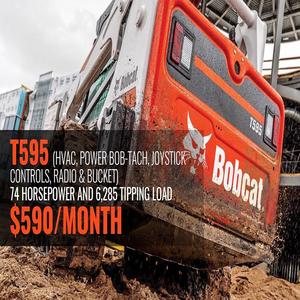 Bobcat
T595
Bobcat
T595 (HVAC, POWER BOB-TACH, JOYSTICK
CONTROLS, RADIO & BUCKET)
74 HORSEPOWER AND 6,285 TIPPING LOAD
$590/MONTH